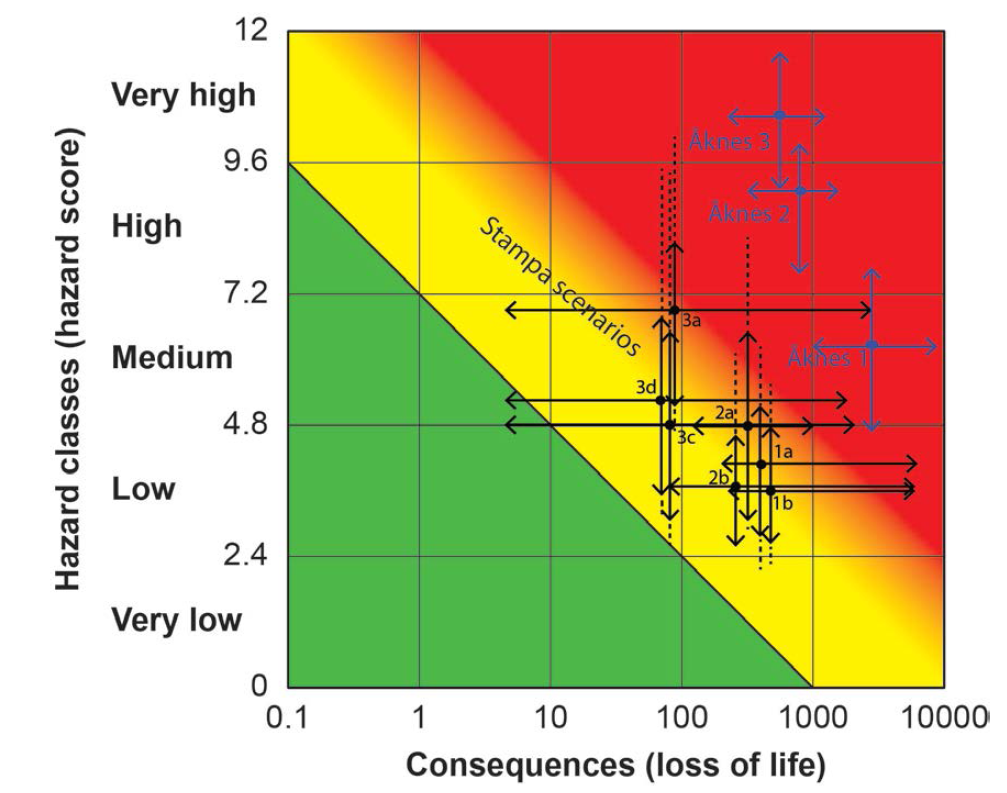 12
Very high
9.6
High
7.2
Medium
4.8
Low
2.4
Very low
0
Hazard classes (hazard score)
Åknes 3
Åknes 2
Stampa scenarios
3a
Åknes 1
3d
2a
3c
1a
2b
1b
0.1 1 10 100 1000 10000
Consequences (loss of life)